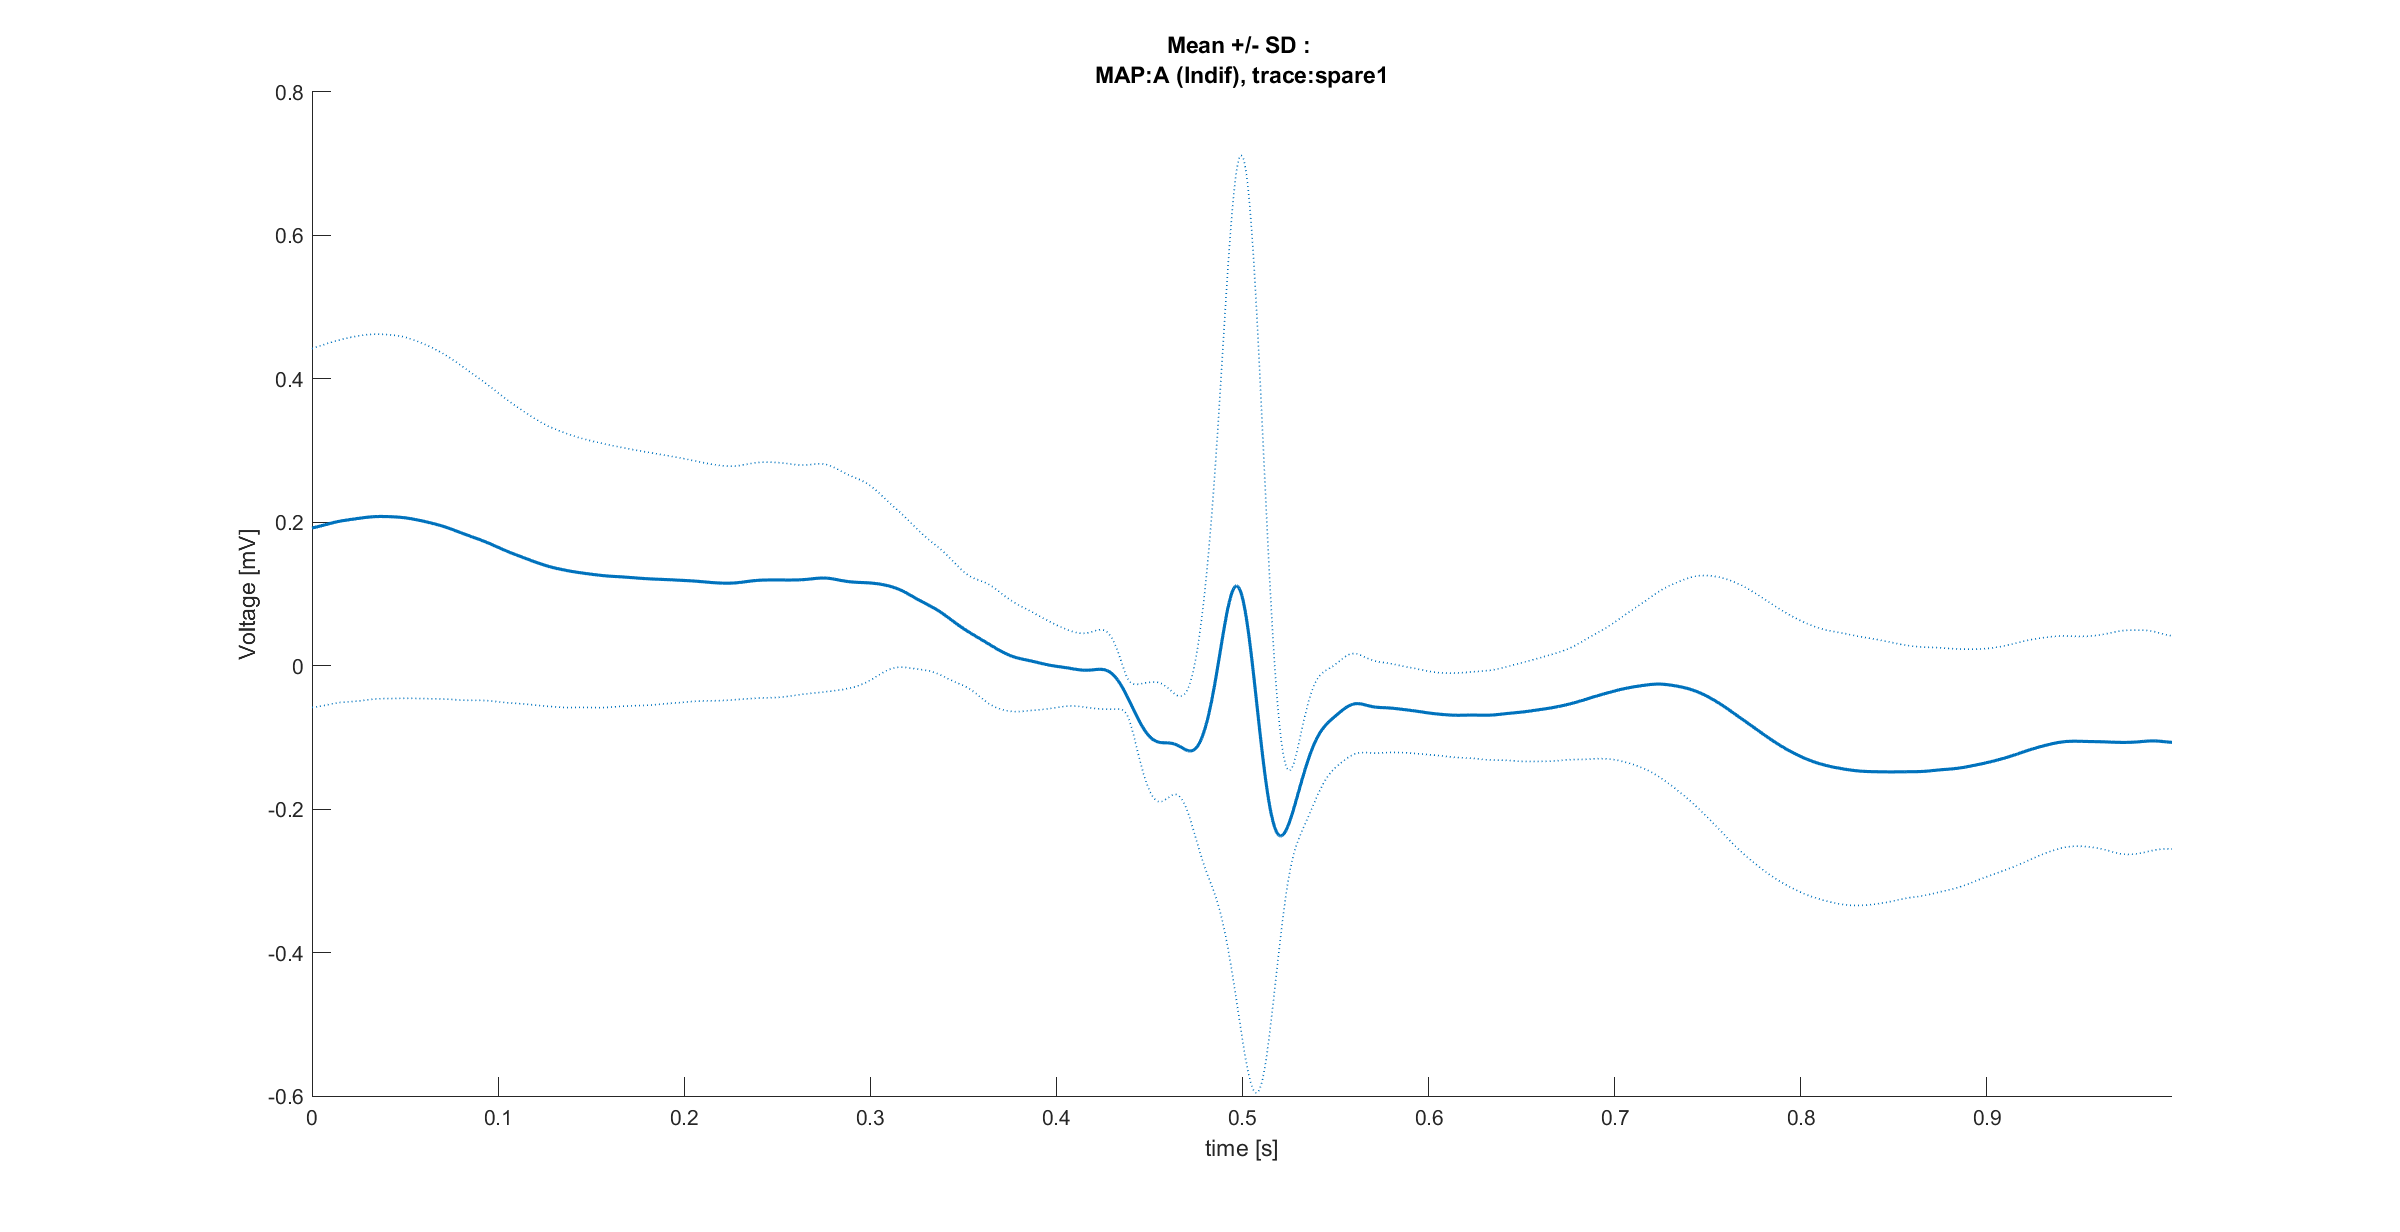 Mean +/- SD :
MAP:A (Indif), trace:spare1
0.8
0.6
0.4
0.2
0
-0.2
-0.4
-0.6
Voltage [mV]
0 0.1 0.2 0.3 0.4 0.5 0.6 0.7 0.8 0.9
time [s]